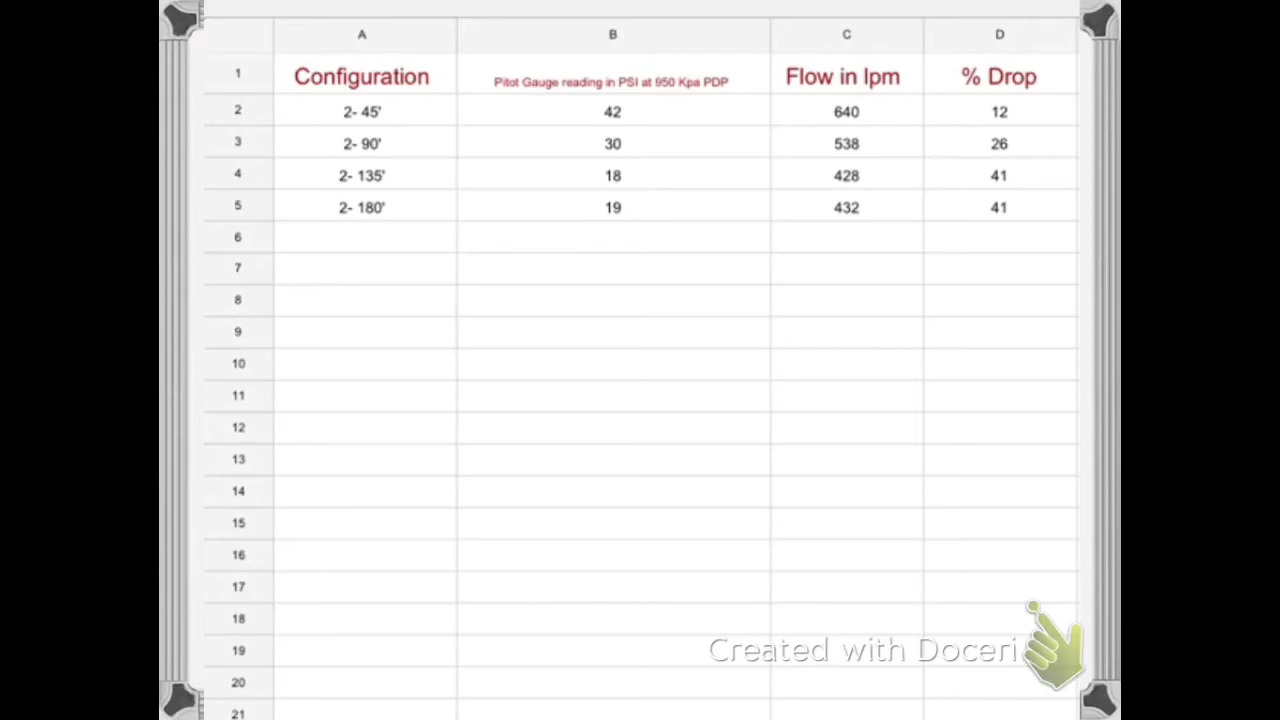 A B C D
1 Configuration Pitot Gauge reading in PSI at 950 Kpa PDP Flow in lpm % Drop
2 2- 45' 42 640 12
3 2- 90' 30 538 26
4 2- 135' 18 428 41
5 2- 180' 19 432 41
6
7
8
9
10
11
12
13
14
15
16
17
18
19
20
21
Created with Doceri